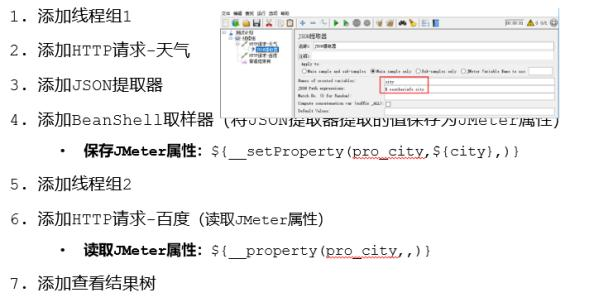 1. 添加线程组1
2. 添加HTTP请求-天气
3. 添加JSON提取器
4. 添加BeanShell取样器（将JSON提取器提取的值保存为JMeter属性）
• 保存JMeter属性：${__setProperty(pro_city,${city},)}
5. 添加线程组2
6. 添加HTTP请求-百度（读取JMeter属性）
• 读取JMeter属性：${__property(pro_city,,)}
7. 添加查看结果树
JSON提取器
名称： JSON提取器
注释：
Apply to:
Main sample and sub-samples Main sample only Sub-samples only JMeter Variable Name to use
Names of created variables: city
JSON Path expressions: $.weatherinfo.city
Match No. (0 for Random):
Compute concatenation var (suffix _ALL):
Default Values: